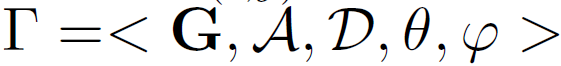 Γ =< 𝐆, 𝒜, 𝒟, θ, φ >